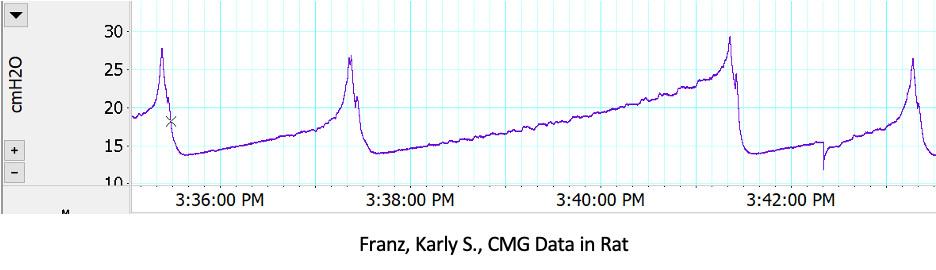 30
cmH2O
25
20
15
10
+
−
3:36:00 PM 3:38:00 PM 3:40:00 PM 3:42:00 PM
Franz, Karly S., CMG Data in Rat